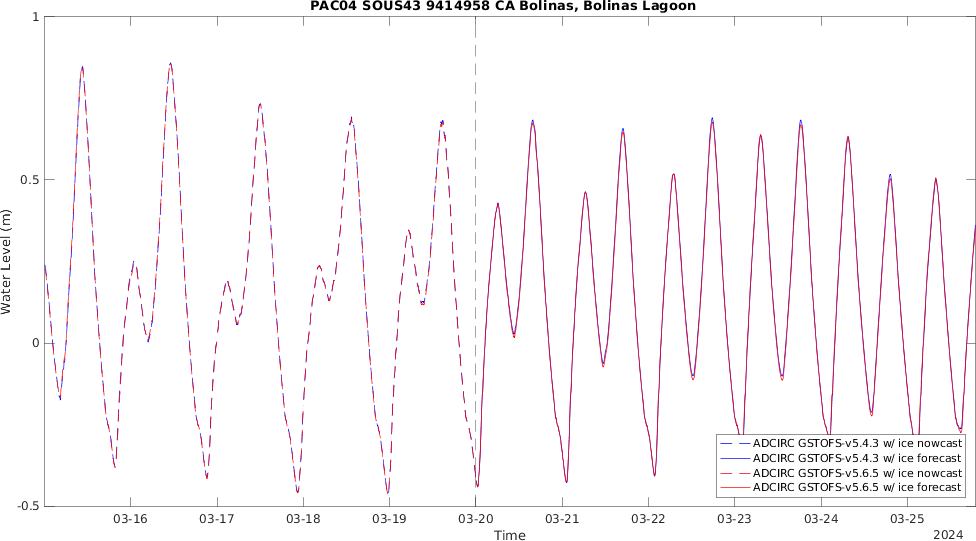 PAC04 SOUS43 9414958 CA Bolinas, Bolinas Lagoon
1
0.5
0
-0.5
Water Level (m)
03-16 03-17 03-18 03-19 03-20 03-21 03-22 03-23 03-24 03-25
Time
2024
ADCIRC GSTOFS-v5.4.3 w/ ice nowcast
ADCIRC GSTOFS-v5.4.3 w/ ice forecast
ADCIRC GSTOFS-v5.6.5 w/ ice nowcast
ADCIRC GSTOFS-v5.6.5 w/ ice forecast